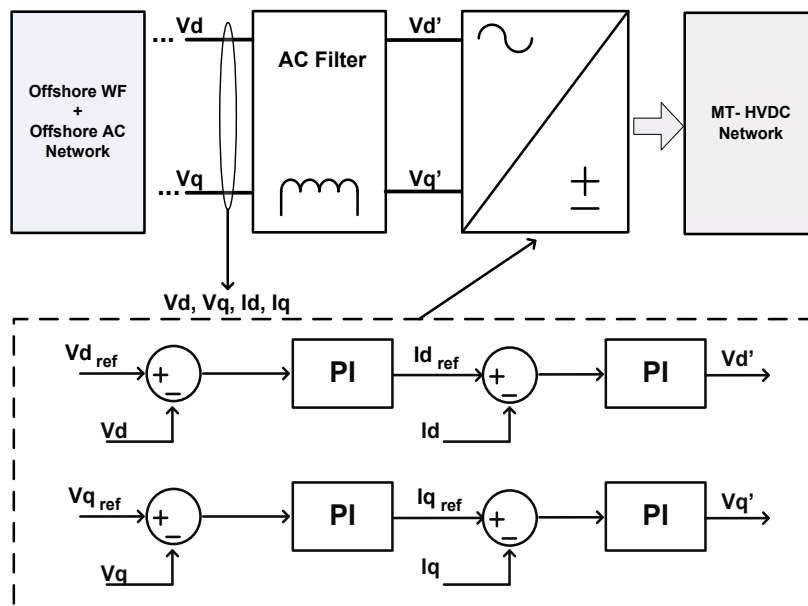 ... Vd
Vd'
Offshore WF
+
Offshore AC
Network
AC Filter
MT- HVDC
Network
... Vq
Vq'
+
−
Vd, Vq, Id, Iq
Vd ref
+
−
Vd
PI
Id ref
+
−
Id
PI
Vd'
Vq ref
+
−
Vq
PI
Iq ref
+
−
Iq
PI
Vq'